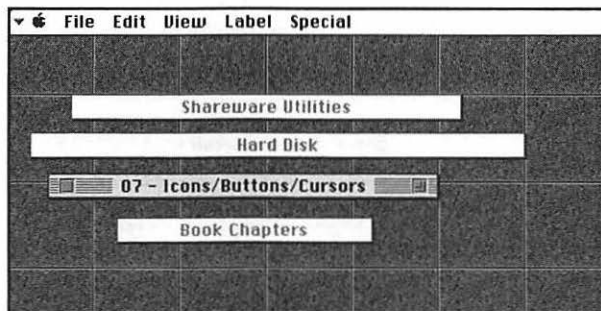 File Edit View Label Special
Shareware Utilities
Hard Disk
07 - Icons/Buttons/Cursors
Book Chapters